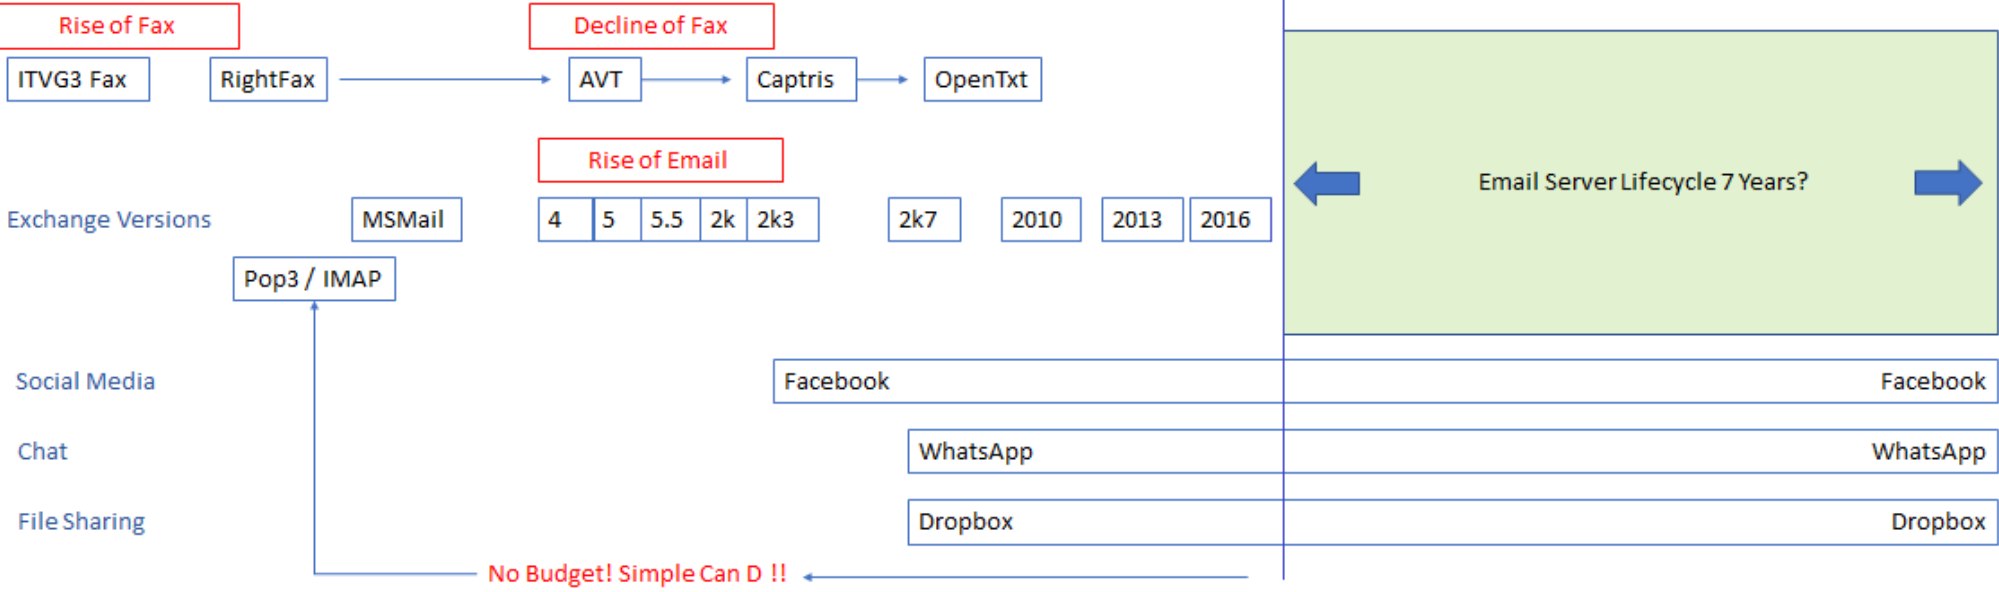 Rise of Fax
Decline of Fax
ITVG3 Fax
RightFax
AVT
Captris
OpenTxt
Rise of Email
Email Server Lifecycle 7 Years?
Exchange Versions
MSMail
4
5
5.5
2k
2k3
2k7
2010
2013
2016
Pop3 / IMAP
Social Media
Facebook
Facebook
Chat
WhatsApp
WhatsApp
File Sharing
Dropbox
Dropbox
No Budget! Simple Can D !!